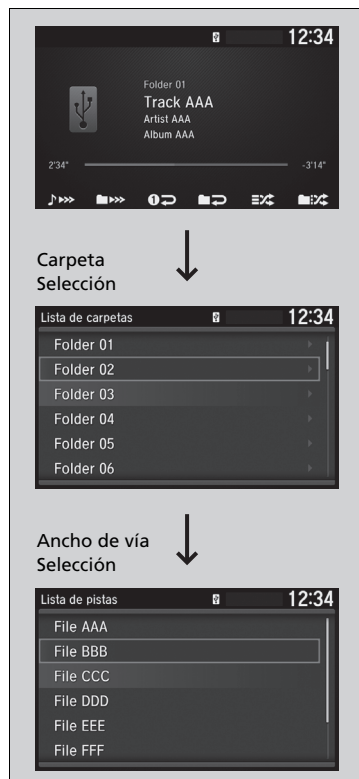 12:34
Folder 01
Track AAA
Artist AAA
Album AAA
2'34" -3'14"
Carpeta
Selección
Lista de carpetas 12:34
Folder 01
Folder 02
Folder 03
Folder 04
Folder 05
Folder 06
Ancho de vía
Selección
Lista de pistas 12:34
File AAA
File BBB
File CCC
File DDD
File EEE
File FFF